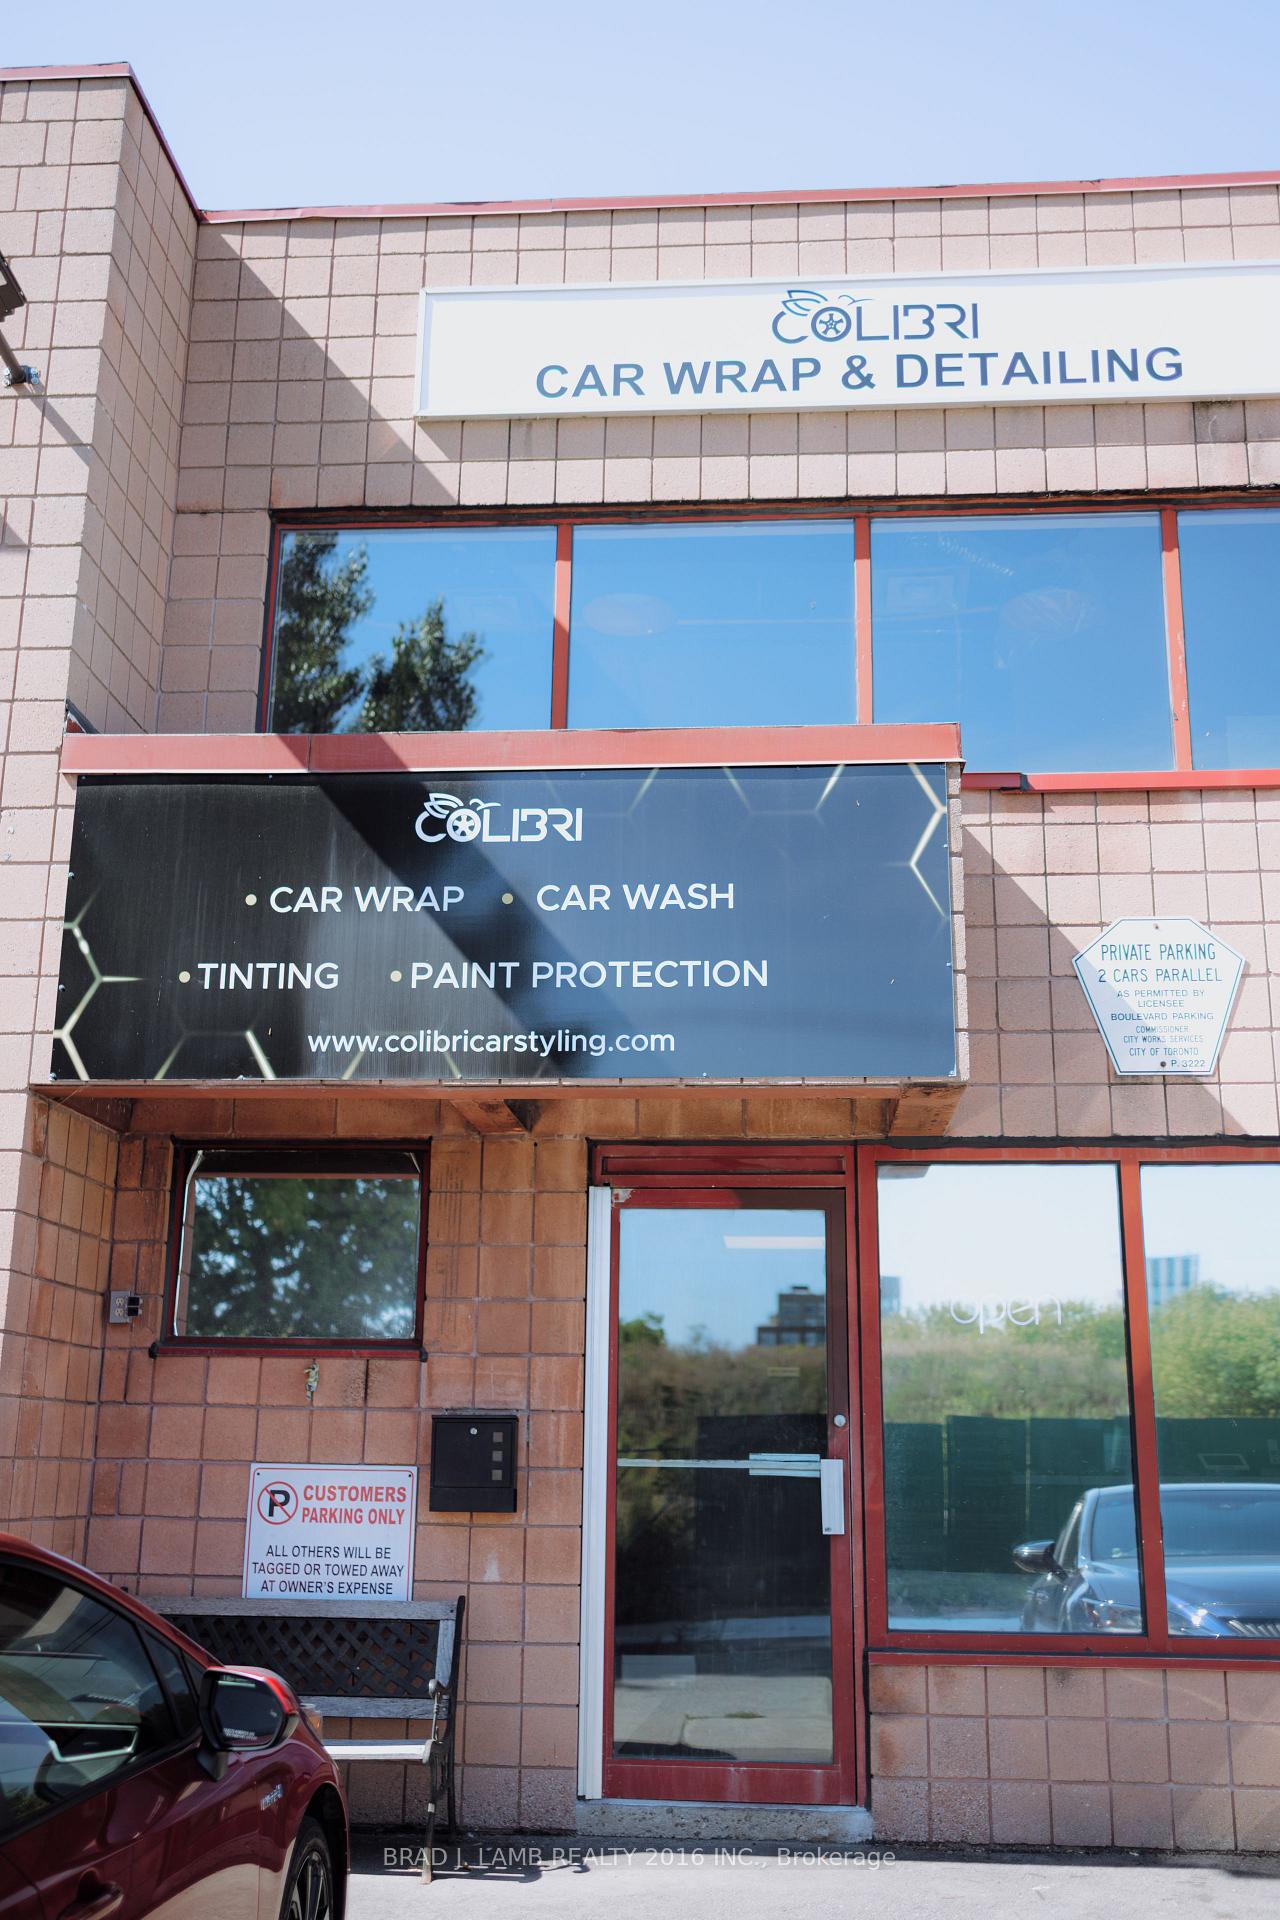 COLIBRI
CAR WRAP & DETAILING
COLIBRI
• CAR WRAP • CAR WASH
• TINTING • PAINT PROTECTION
www.colibricarstyling.com
PRIVATE PARKING
2 CARS PARALLEL
AS PERMITTED BY
LICENSEE
BOULEVARD PARKING
COMMISSIONER
CITY WORKS SERVICES
CITY OF TORONTO
P. 3222
open
P CUSTOMERS
PARKING ONLY
ALL OTHERS WILL BE
TAGGED OR TOWED AWAY
AT OWNER'S EXPENSE
BRAD J. LAMB REALTY 2016 INC., Brokerage